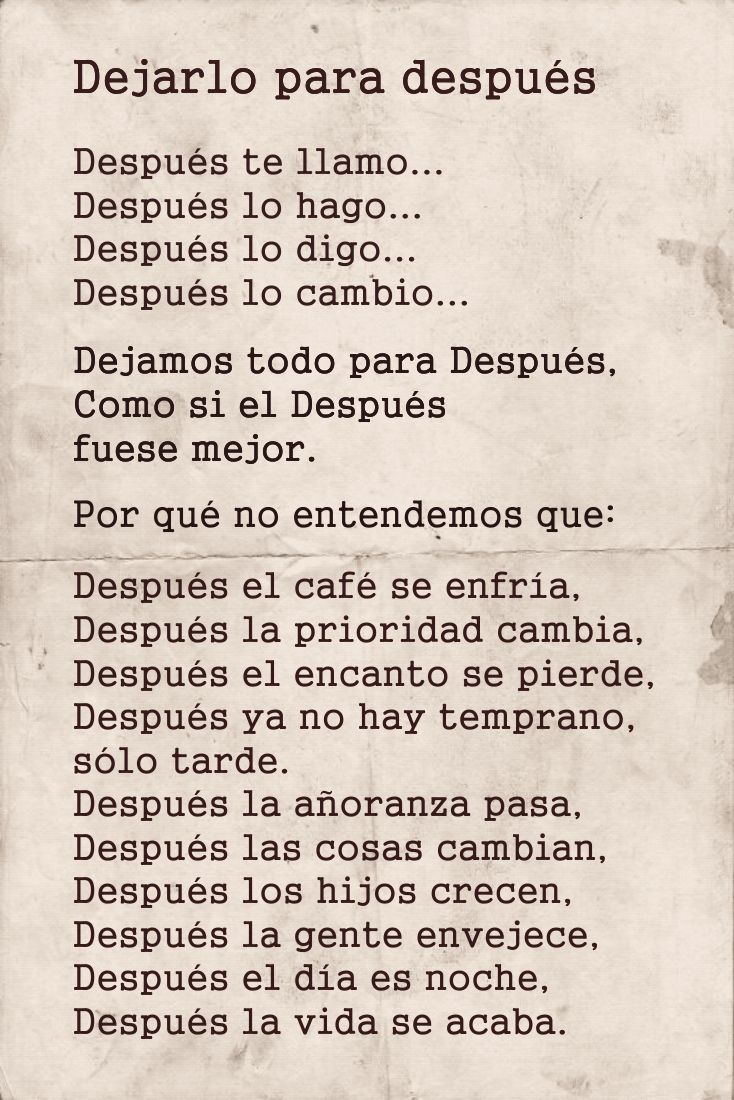 Dejarlo para después
Después te llamo...
Después lo hago...
Después lo digo...
Después lo cambio...
Dejamos todo para Después,
Como si el Después
fuese mejor.
Por qué no entendemos que:
Después el café se enfría,
Después la prioridad cambia,
Después el encanto se pierde,
Después ya no hay temprano,
sólo tarde.
Después la añoranza pasa,
Después las cosas cambian,
Después los hijos crecen,
Después la gente envejece,
Después el día es noche,
Después la vida se acaba.